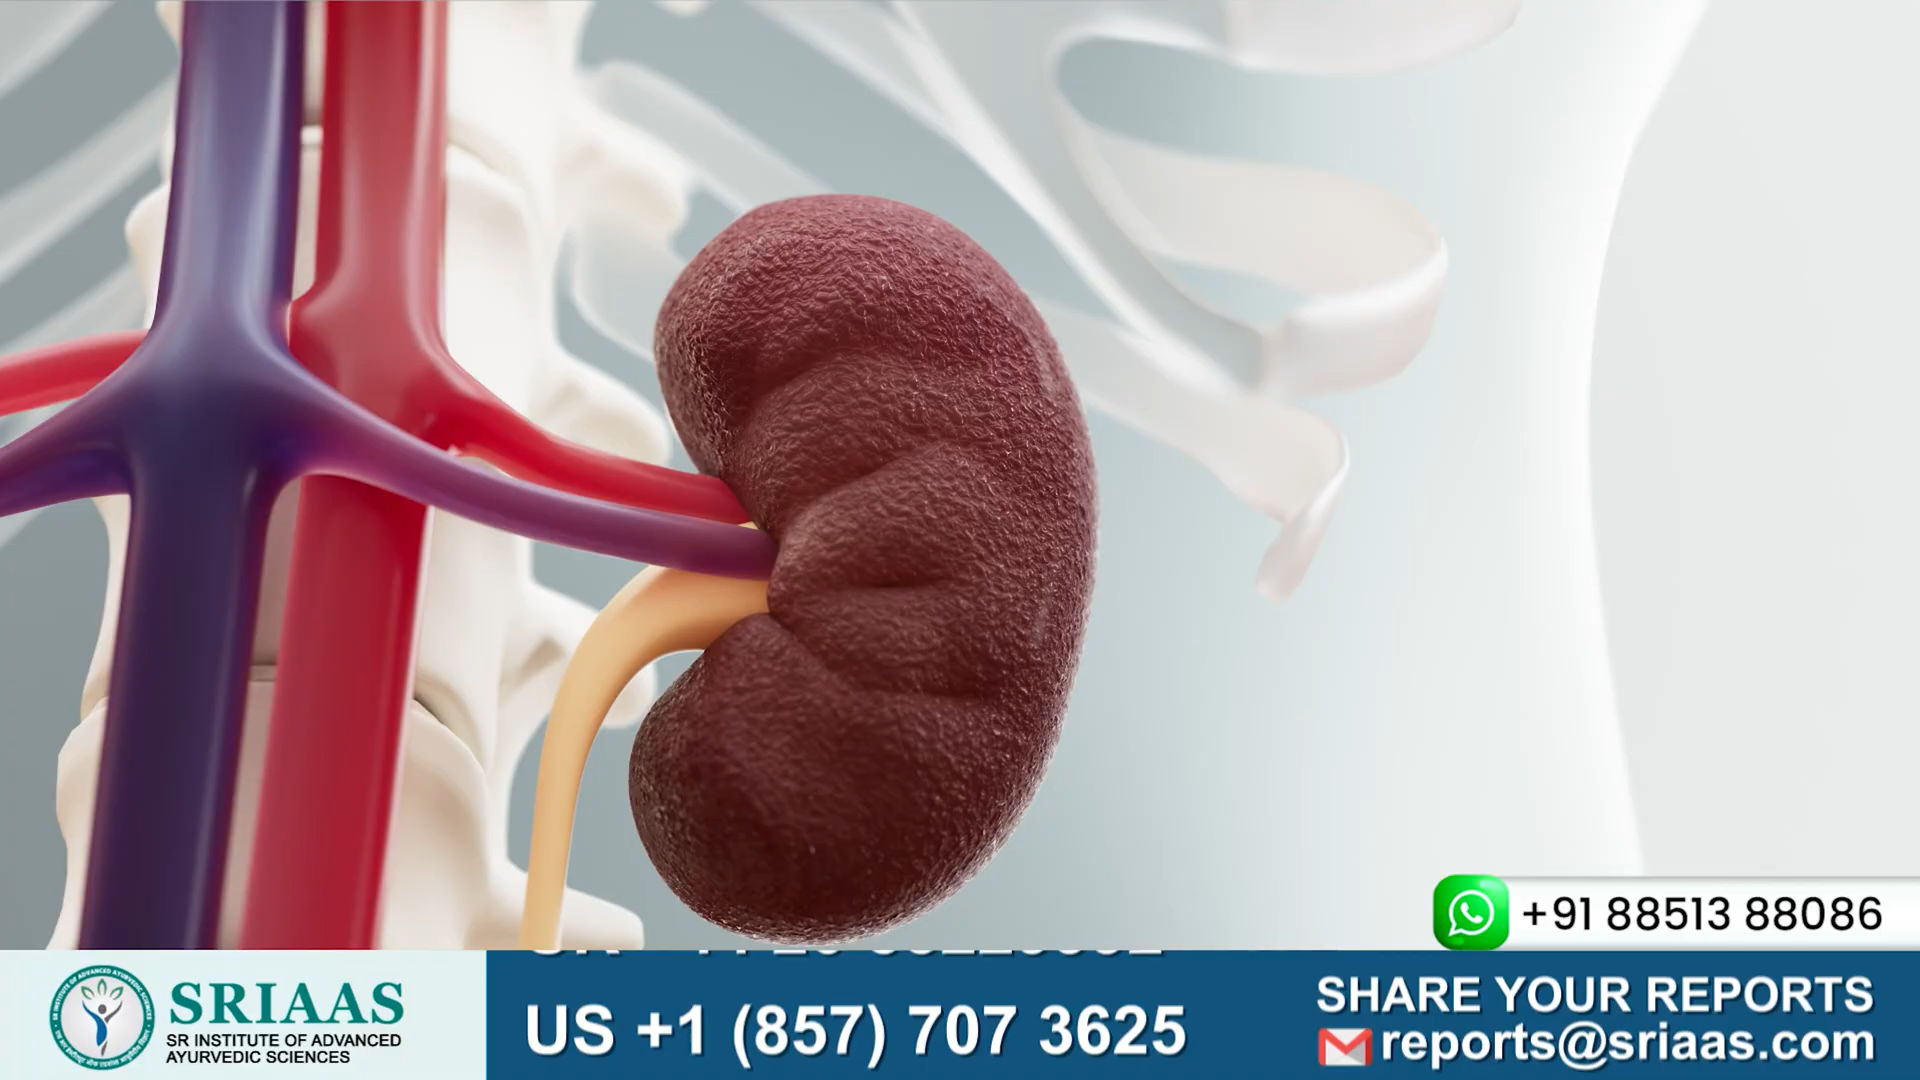 +91 88513 88086
SRIAAS
SR INSTITUTE OF ADVANCED
AYURVEDIC SCIENCES
US +1 (857) 707 3625
SHARE YOUR REPORTS
reports@sriaas.com